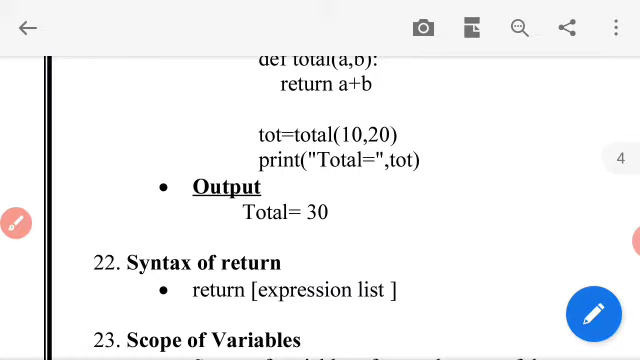 def total(a,b):
return a+b
tot=total(10,20)
print("Total=",tot)
4
• Output
Total= 30
22. Syntax of return
• return [expression list ]
23. Scope of Variables